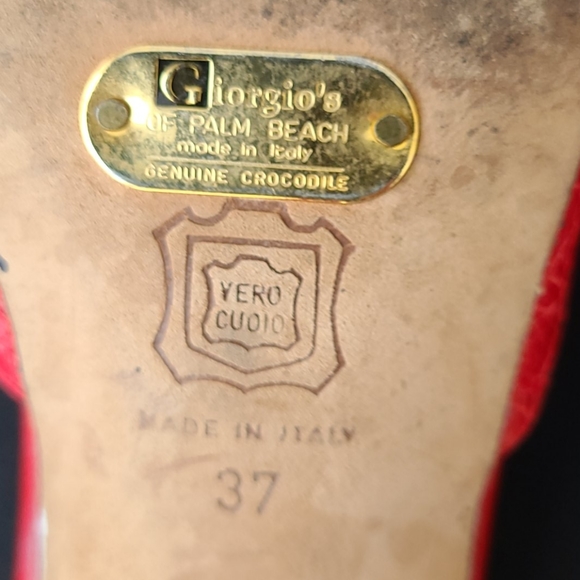 Giorgio's
OF PALM BEACH
made in Italy
GENUINE CROCODILE
VERO
CUOIO
MADE IN ITALY
37